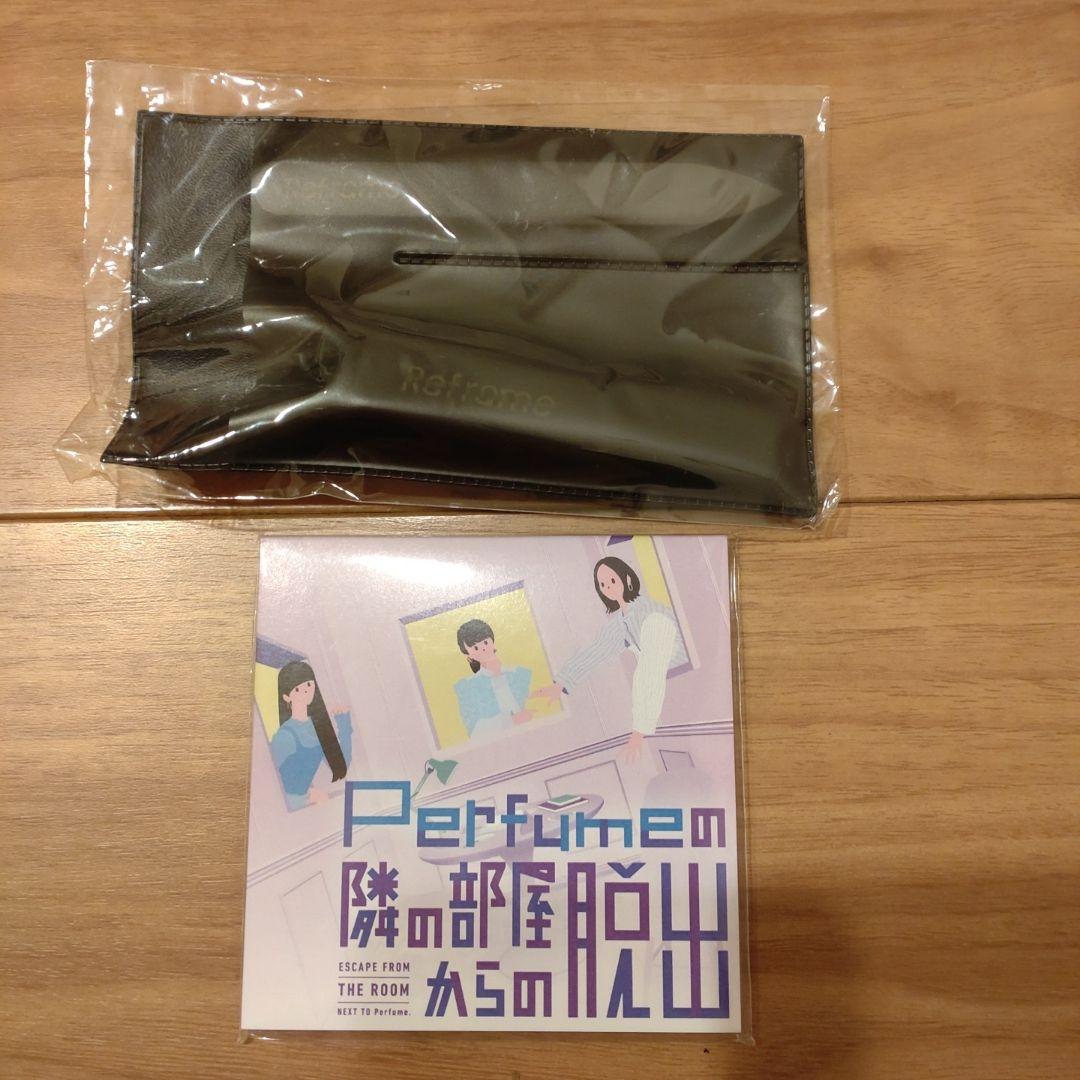 Reframe
Reframe
Perfumeの
隣の部屋
からの脱出
ESCAPE FROM
THE ROOM
NEXT TO Perfume.